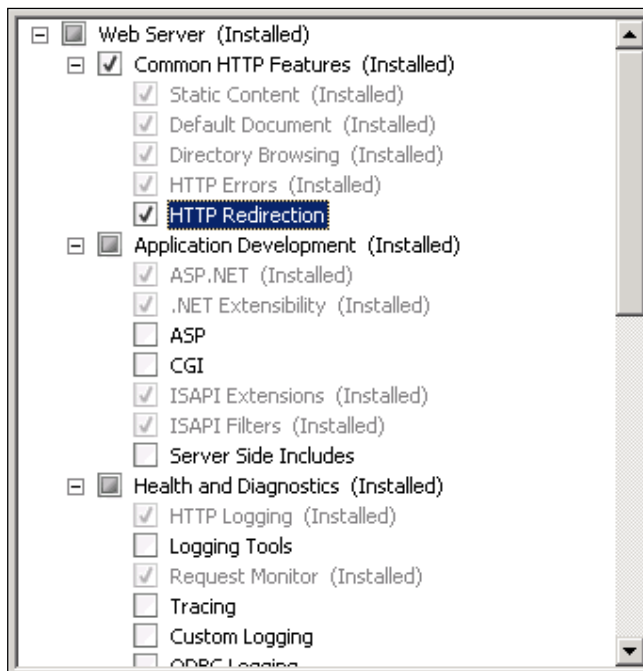 Web Server (Installed)
Common HTTP Features (Installed)
Static Content (Installed)
Default Document (Installed)
Directory Browsing (Installed)
HTTP Errors (Installed)
HTTP Redirection
Application Development (Installed)
ASP.NET (Installed)
.NET Extensibility (Installed)
ASP
CGI
ISAPI Extensions (Installed)
ISAPI Filters (Installed)
Server Side Includes
Health and Diagnostics (Installed)
HTTP Logging (Installed)
Logging Tools
Request Monitor (Installed)
Tracing
Custom Logging
ODBC Logging